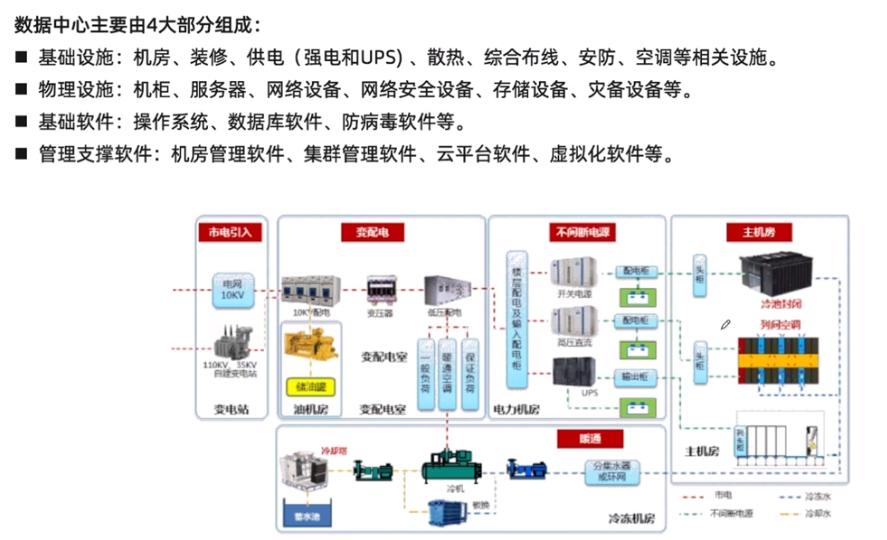 数据中心主要由4大部分组成：
■ 基础设施：机房、装修、供电（强电和UPS）、散热、综合布线、安防、空调等相关设施。
■ 物理设施：机柜、服务器、网络设备、网络安全设备、存储设备、灾备设备等。
■ 基础软件：操作系统、数据库软件、防病毒软件等。
■ 管理支撑软件：机房管理软件、集群管理软件、云平台软件、虚拟化软件等。
市电引入
电网
10KV
110KV、35KV
自建变电站
变电站
变配电
10KV配电
变压器
低压配电
储油罐
油机房
变配电室
变配电室
一般负荷
暖通空调
保证负荷
不间断电源
楼层配电及输入配电柜
开关电源
高压直流
UPS
配电柜
配电柜
输出柜
电力机房
主机房
头柜
冷池封闭
列间空调
头柜
列头柜
主机房
暖通
冷却塔
蓄水池
冷机
板换
分集水器
或环网
冷冻机房
市电
冷冻水
不间断电源
冷却水